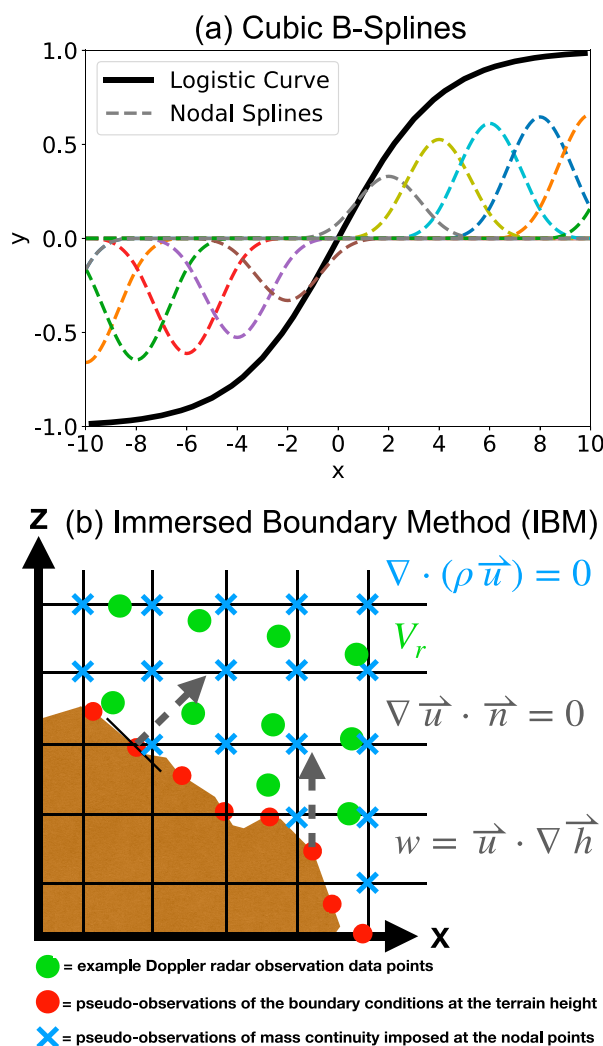 (a) Cubic B-Splines
Logistic Curve
Nodal Splines
1.0
0.5
0.0
-0.5
-1.0
y
-10 -8 -6 -4 -2 0 2 4 6 8 10
x
(b) Immersed Boundary Method (IBM)
Z
∇ · (ρ u⃗) = 0
V_r
∇ u⃗ · n⃗ = 0
w = u⃗ · ∇ h⃗
X
= example Doppler radar observation data points
= pseudo-observations of the boundary conditions at the terrain height
= pseudo-observations of mass continuity imposed at the nodal points